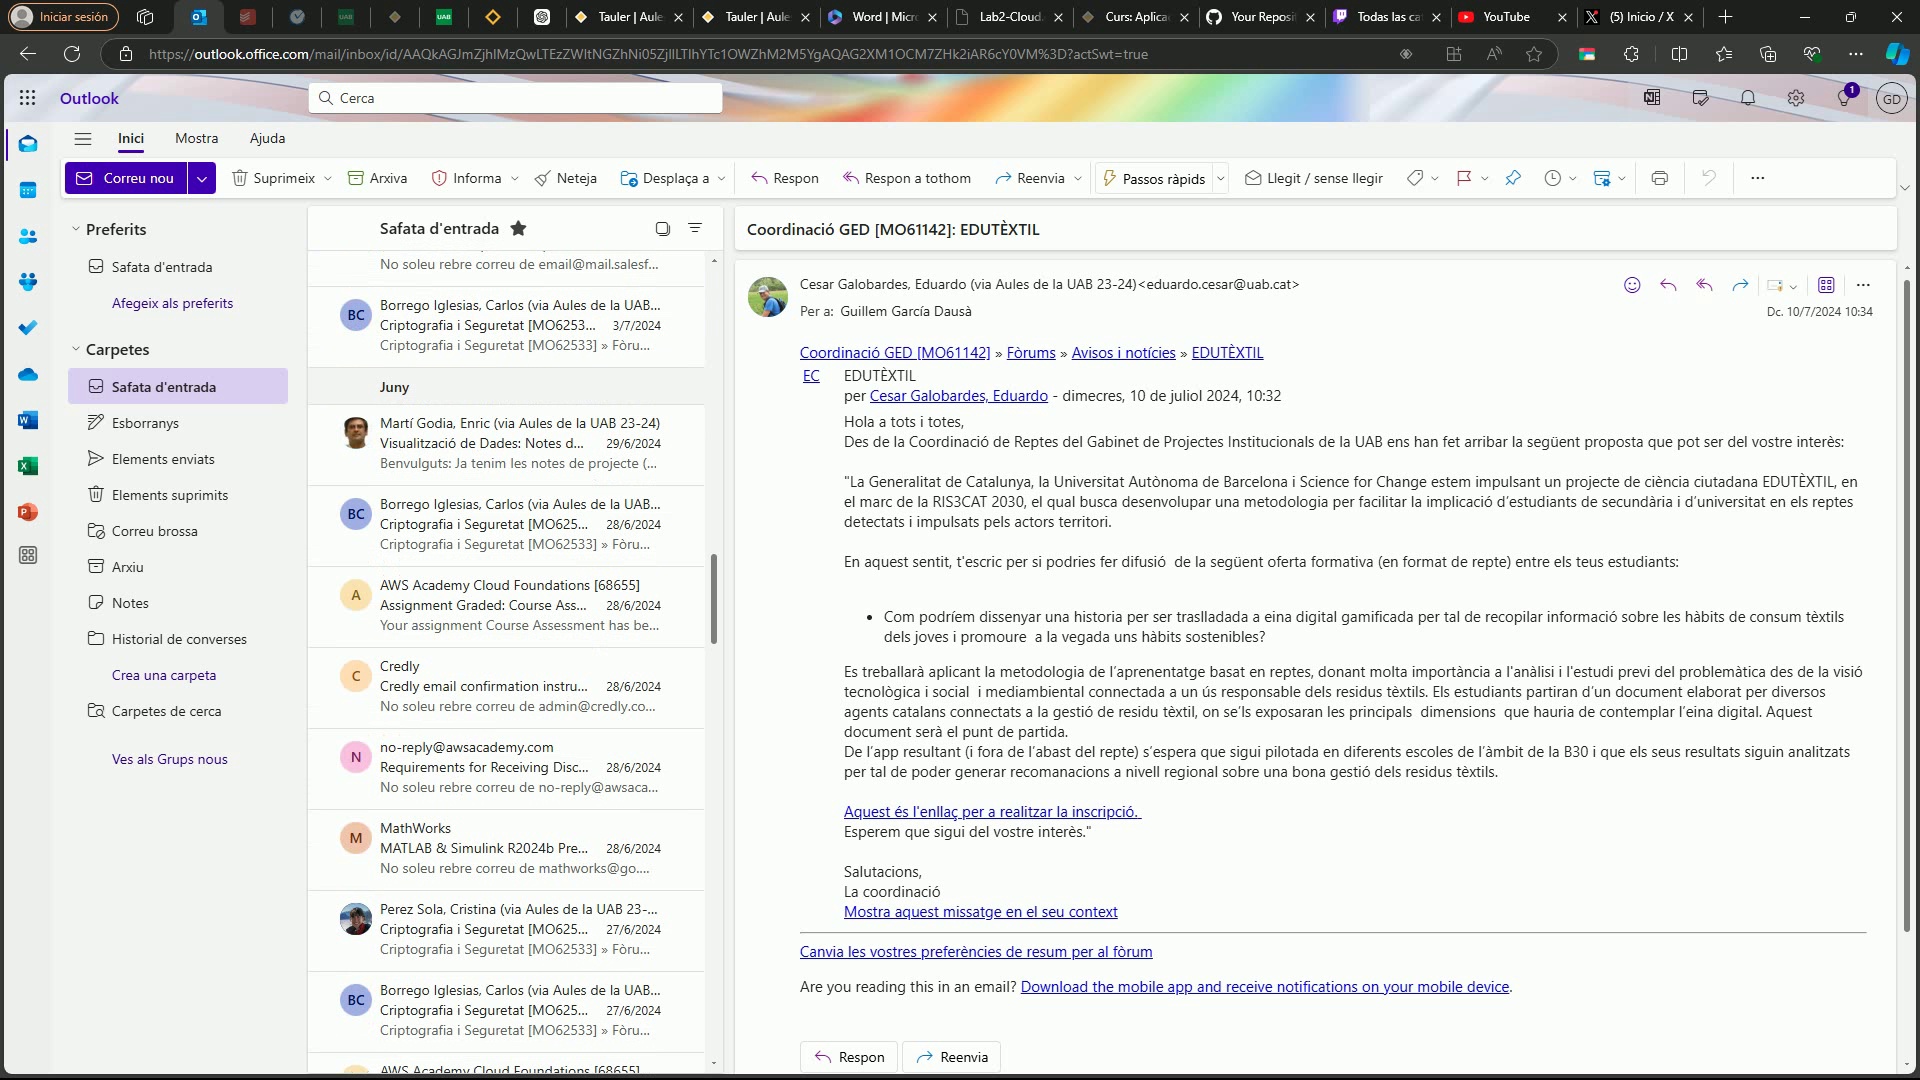 Iniciar sesión
Tauler | Aule
Tauler | Aule
Word | Micr
Lab2-Cloud.
Curs: Aplica
Your Reposi
Todas las ca
YouTube
(5) Inicio / X
https://outlook.office.com/mail/inbox/id/AAQkAGJmZjhlMzQwLTEzZWItNGZhNi05ZjllLTlhYTc1OWZhM2M5YgAQAG2XM1OCM7ZHk2iAR6cY0VM%3D?actSwt=true
Outlook
Cerca
1
GD
Inici
Mostra
Ajuda
Correu nou
Suprimeix
Arxiva
Informa
Neteja
Desplaça a
Respon
Respon a tothom
Reenvia
Passos ràpids
Llegit / sense llegir
Preferits
Safata d'entrada
Afegeix als preferits
Carpetes
Safata d'entrada
Esborranys
Elements enviats
Elements suprimits
Correu brossa
Arxiu
Notes
Historial de converses
Crea una carpeta
Carpetes de cerca
Ves als Grups nous
Safata d'entrada
No soleu rebre correu de email@mail.salesf...
BC
Borrego Iglesias, Carlos (via Aules de la UAB...
Criptografia i Seguretat [MO6253... 3/7/2024
Criptografia i Seguretat [MO62533] » Fòru...
Juny
Martí Godia, Enric (via Aules de la UAB 23-24)
Visualització de Dades: Notes d... 29/6/2024
Benvulguts: Ja tenim les notes de projecte (...
BC
Borrego Iglesias, Carlos (via Aules de la UAB...
Criptografia i Seguretat [MO625... 28/6/2024
Criptografia i Seguretat [MO62533] » Fòru...
A
AWS Academy Cloud Foundations [68655]
Assignment Graded: Course Ass... 28/6/2024
Your assignment Course Assessment has be...
C
Credly
Credly email confirmation instru... 28/6/2024
No soleu rebre correu de admin@credly.co...
N
no-reply@awsacademy.com
Requirements for Receiving Disc... 28/6/2024
No soleu rebre correu de no-reply@awsaca...
M
MathWorks
MATLAB & Simulink R2024b Pre... 28/6/2024
No soleu rebre correu de mathworks@go....
Perez Sola, Cristina (via Aules de la UAB 23-...
Criptografia i Seguretat [MO625... 27/6/2024
Criptografia i Seguretat [MO62533] » Fòru...
BC
Borrego Iglesias, Carlos (via Aules de la UAB...
Criptografia i Seguretat [MO625... 27/6/2024
Criptografia i Seguretat [MO62533] » Fòru...
AWS Academy Cloud Foundations [68655]
Coordinació GED [MO61142]: EDUTÈXTIL
Cesar Galobardes, Eduardo (via Aules de la UAB 23-24)<eduardo.cesar@uab.cat>
Per a: Guillem García Dausà
Dc. 10/7/2024 10:34
Coordinació GED [MO61142] » Fòrums » Avisos i notícies » EDUTÈXTIL
EC EDUTÈXTIL
per Cesar Galobardes, Eduardo - dimecres, 10 de juliol 2024, 10:32
Hola a tots i totes,
Des de la Coordinació de Reptes del Gabinet de Projectes Institucionals de la UAB ens han fet arribar la següent proposta que pot ser del vostre interès:
"La Generalitat de Catalunya, la Universitat Autònoma de Barcelona i Science for Change estem impulsant un projecte de ciència ciutadana EDUTÈXTIL, en
el marc de la RIS3CAT 2030, el qual busca desenvolupar una metodologia per facilitar la implicació d'estudiants de secundària i d'universitat en els reptes
detectats i impulsats pels actors territori.
En aquest sentit, t'escric per si podries fer difusió de la següent oferta formativa (en format de repte) entre els teus estudiants:
• Com podríem dissenyar una historia per ser traslladada a eina digital gamificada per tal de recopilar informació sobre les hàbits de consum tèxtils
dels joves i promoure a la vegada uns hàbits sostenibles?
Es treballarà aplicant la metodologia de l'aprenentatge basat en reptes, donant molta importància a l'anàlisi i l'estudi previ del problemàtica des de la visió
tecnològica i social i mediambiental connectada a un ús responsable dels residus tèxtils. Els estudiants partiran d'un document elaborat per diversos
agents catalans connectats a la gestió de residu tèxtil, on se'ls exposaran les principals dimensions que hauria de contemplar l'eina digital. Aquest
document serà el punt de partida.
De l'app resultant (i fora de l'abast del repte) s'espera que sigui pilotada en diferents escoles de l'àmbit de la B30 i que els seus resultats siguin analitzats
per tal de poder generar recomanacions a nivell regional sobre una bona gestió dels residus tèxtils.
Aquest és l'enllaç per a realitzar la inscripció.
Esperem que sigui del vostre interès."
Salutacions,
La coordinació
Mostra aquest missatge en el seu context
Canvia les vostres preferències de resum per al fòrum
Are you reading this in an email? Download the mobile app and receive notifications on your mobile device.
Respon
Reenvia